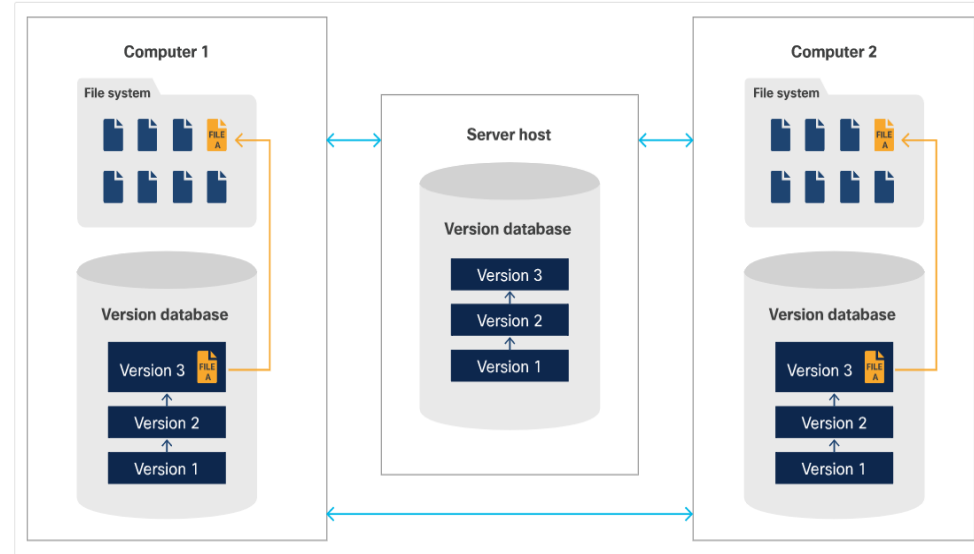 Computer 1
File system
FILE
A
Version database
Version 3
FILE
A
Version 2
Version 1
Server host
Version database
Version 3
Version 2
Version 1
Computer 2
File system
FILE
A
Version database
Version 3
FILE
A
Version 2
Version 1